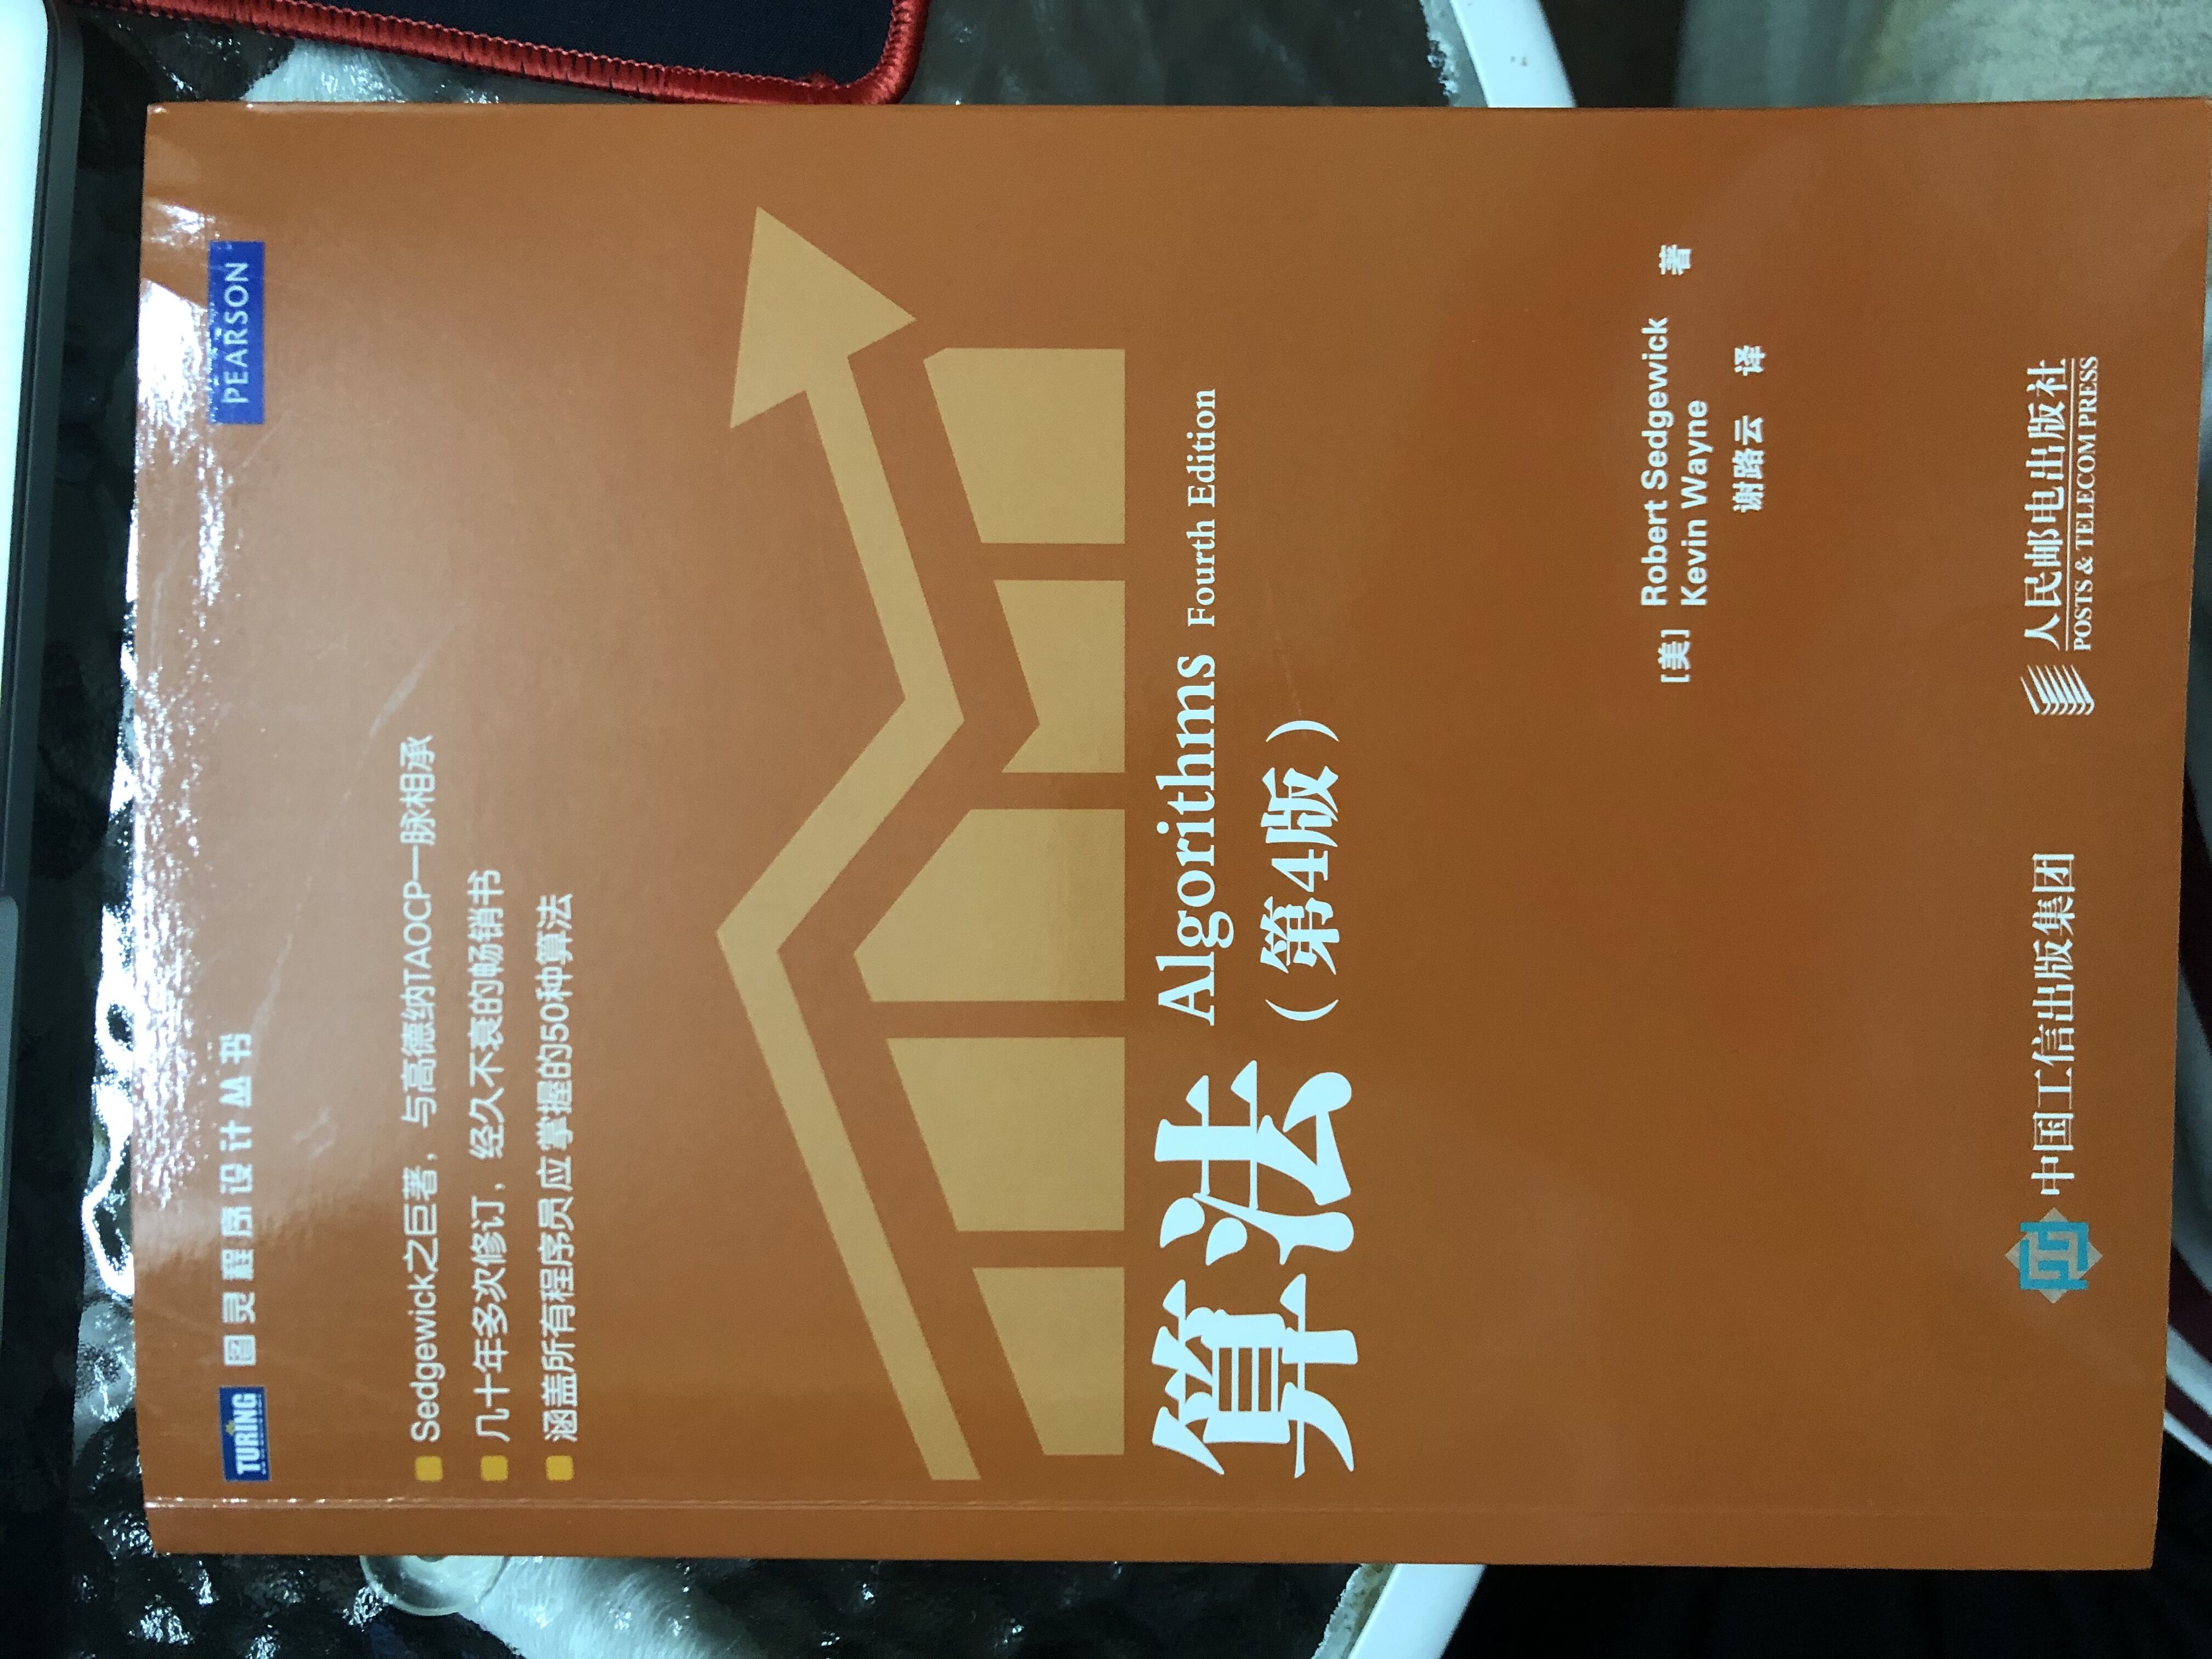 TURING 图灵程序设计丛书
PEARSON
Sedgewick之巨著，与高德纳TAOCP一脉相承
几十年多次修订，经久不衰的畅销书
涵盖所有程序员应掌握的50种算法
算法 Algorithms Fourth Edition
（第4版）
[美] Robert Sedgewick 著
Kevin Wayne
谢路云 译
中国工信出版集团
人民邮电出版社
POSTS & TELECOM PRESS